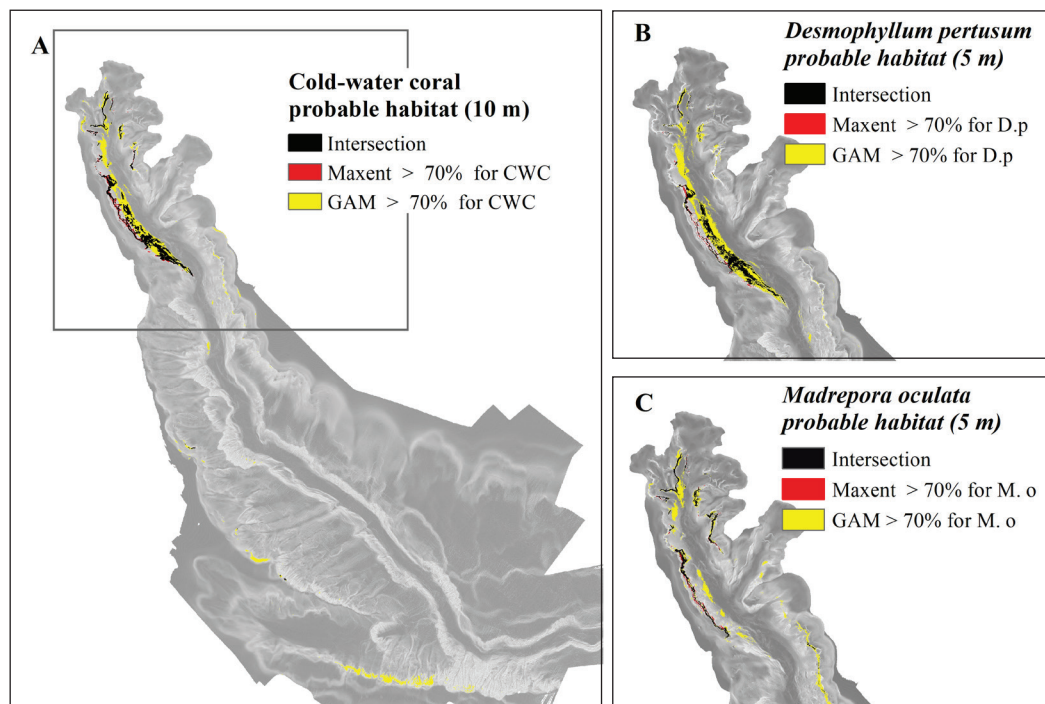 A
Cold-water coral
probable habitat (10 m)
Intersection
Maxent > 70% for CWC
GAM > 70% for CWC
B
Desmophyllum pertusum
probable habitat (5 m)
Intersection
Maxent > 70% for D.p
GAM > 70% for D.p
C
Madrepora oculata
probable habitat (5 m)
Intersection
Maxent > 70% for M. o
GAM > 70% for M. o